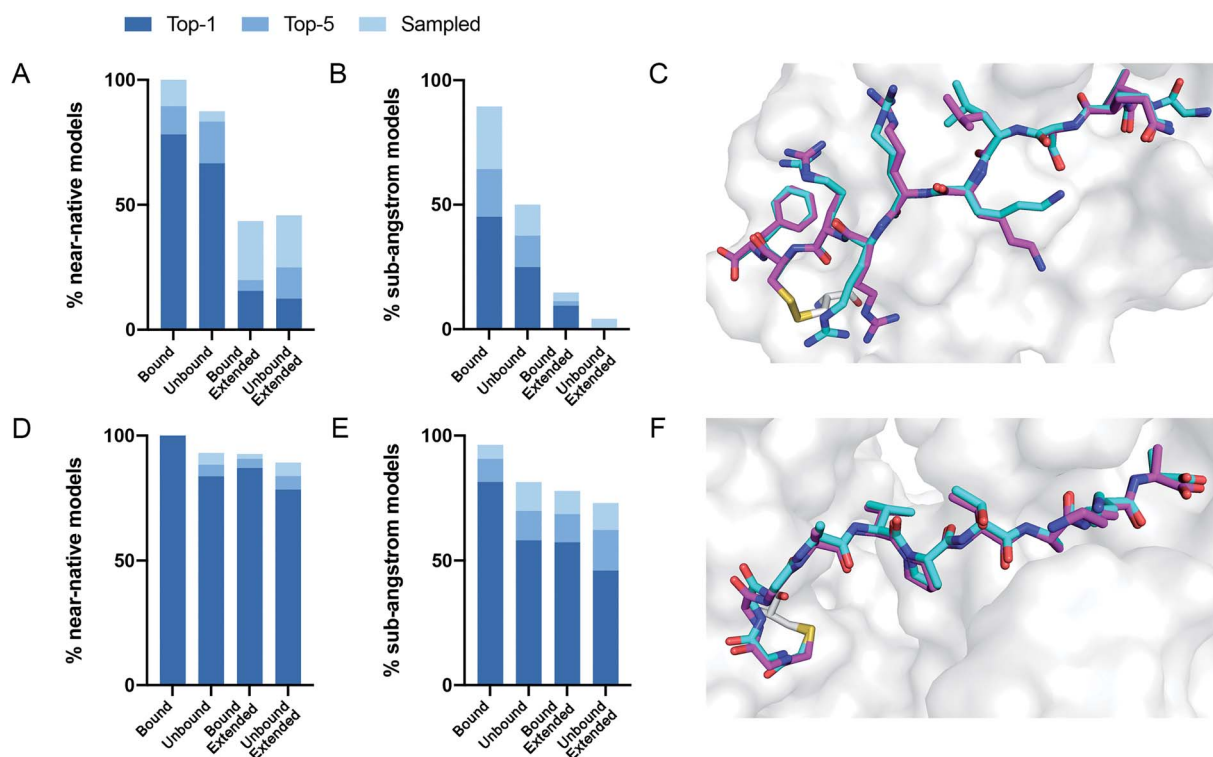 Top-1 Top-5 Sampled
A
% near-native models
100
50
0
Bound
Unbound
Bound
Extended
Unbound
Extended
B
% sub-angstrom models
100
50
0
Bound
Unbound
Bound
Extended
Unbound
Extended
C
D
% near-native models
100
50
0
Bound
Unbound
Bound
Extended
Unbound
Extended
E
% sub-angstrom models
100
50
0
Bound
Unbound
Bound
Extended
Unbound
Extended
F